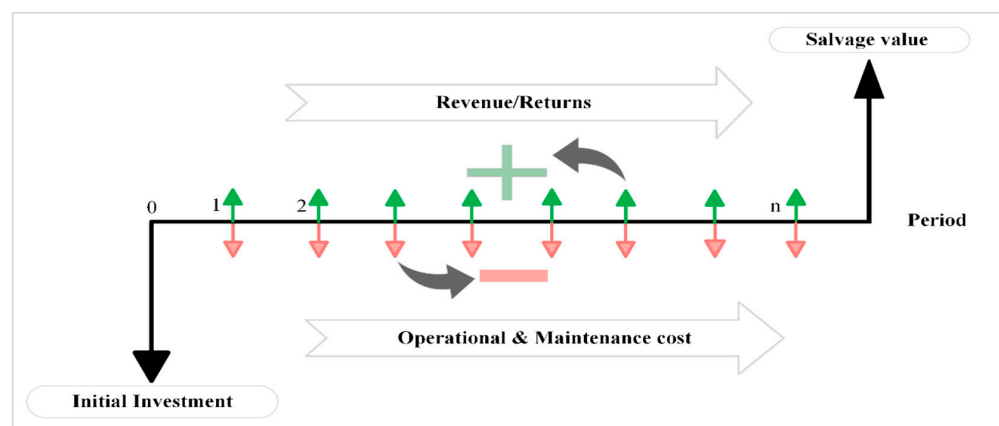 Salvage value
Revenue/Returns
0
1
2
n
Period
Operational & Maintenance cost
Initial Investment